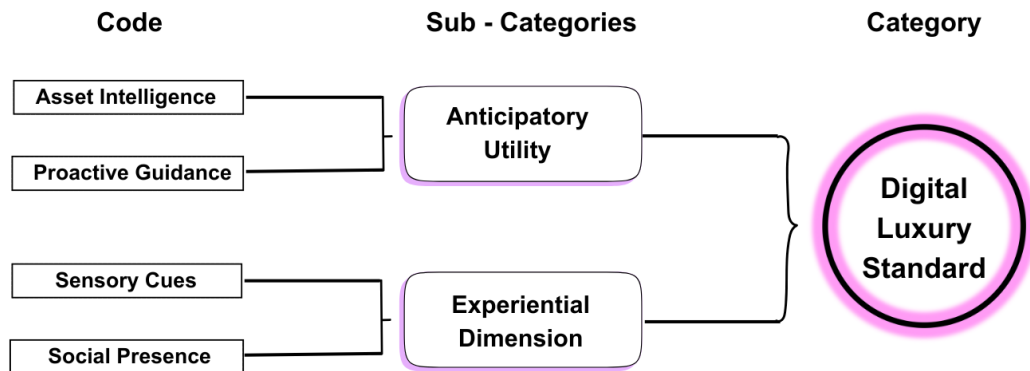 Code
Sub - Categories
Category
Asset Intelligence
Proactive Guidance
Anticipatory
Utility
Sensory Cues
Social Presence
Experiential
Dimension
Digital
Luxury
Standard